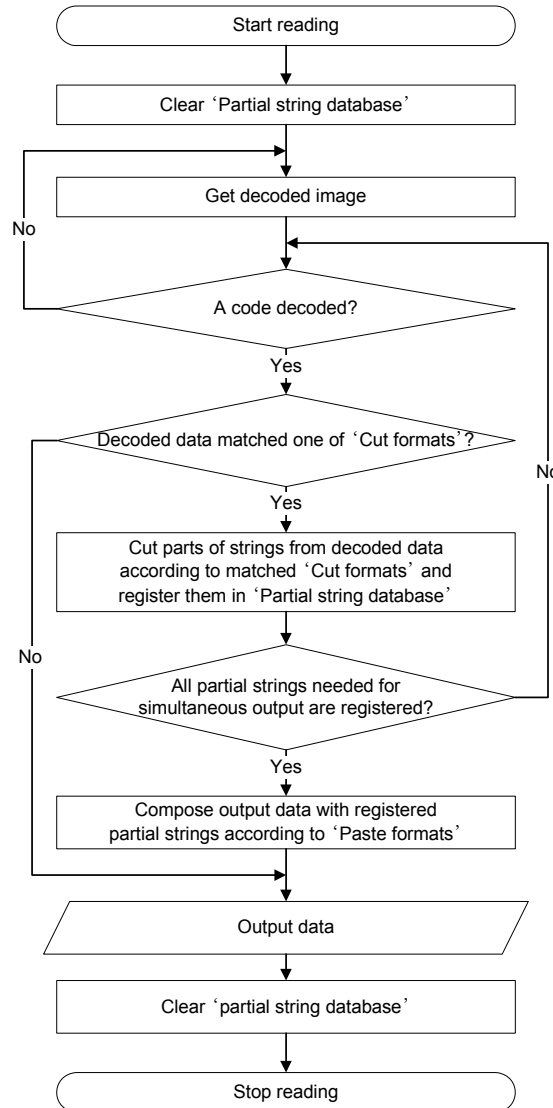 Start reading
Clear ‘Partial string database’
Get decoded image
No
A code decoded?
Yes
Decoded data matched one of ‘Cut formats’?
No
Yes
Cut parts of strings from decoded data
according to matched ‘Cut formats’ and
register them in ‘Partial string database’
No
All partial strings needed for
simultaneous output are registered?
Yes
Compose output data with registered
partial strings according to ‘Paste formats’
Output data
Clear ‘partial string database’
Stop reading